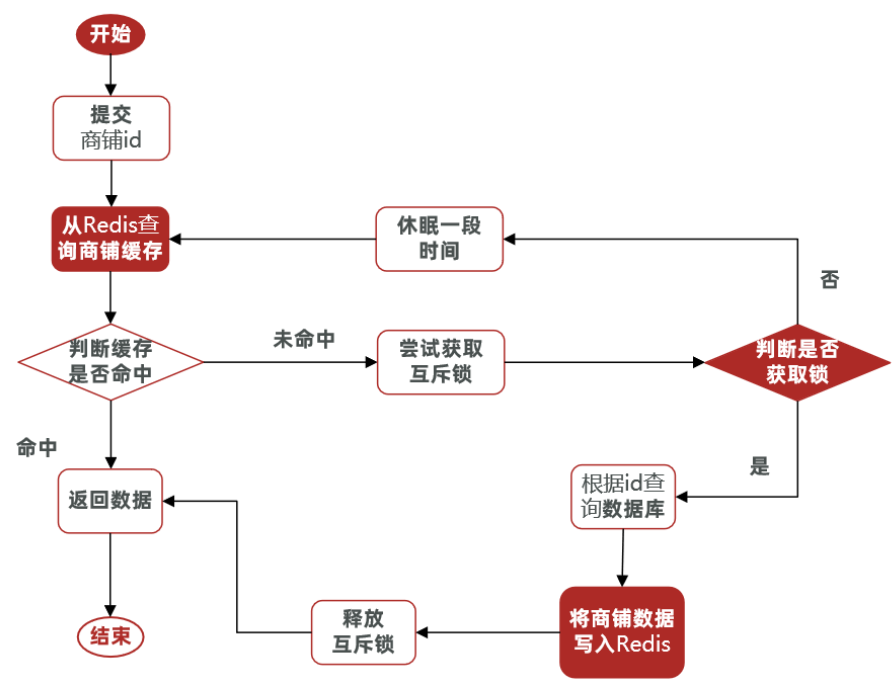 开始
提交
商铺id
从Redis查
询商铺缓存
休眠一段
时间
否
判断缓存
是否命中
未命中
尝试获取
互斥锁
判断是否
获取锁
命中
是
返回数据
根据id查
询数据库
释放
互斥锁
将商铺数据
写入Redis
结束